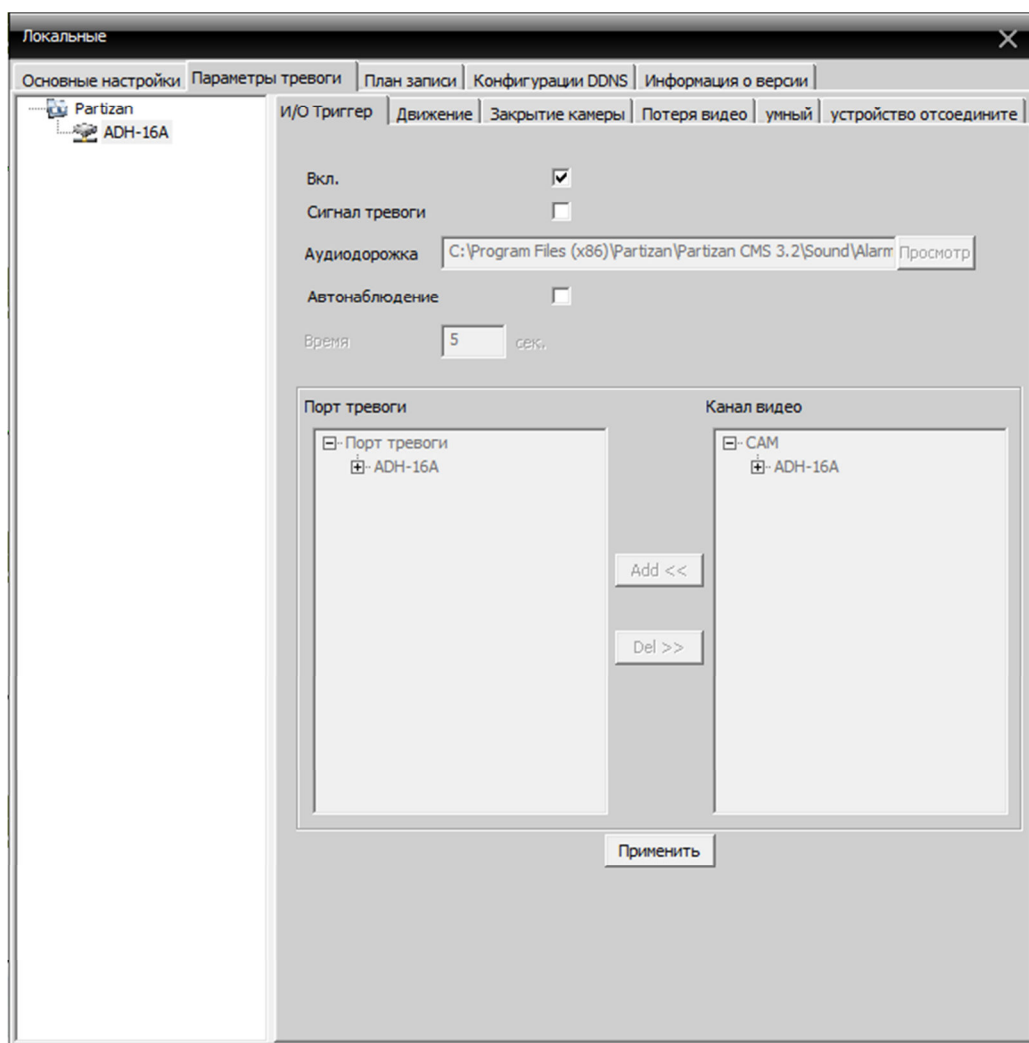 Локальные
Основные настройки Параметры тревоги План записи Конфигурации DDNS Информация о версии
Partizan
ADH-16A
И/О Триггер Движение Закрытие камеры Потеря видео умный устройство отсоедините
Вкл.
Сигнал тревоги
Аудиодорожка C:\Program Files (x86)\Partizan\Partizan CMS 3.2\Sound\Alarm Просмотр
Автонаблюдение
Время 5 сек.
Порт тревоги Канал видео
Порт тревоги CAM
ADH-16A ADH-16A
Add <<
Del >>
Применить